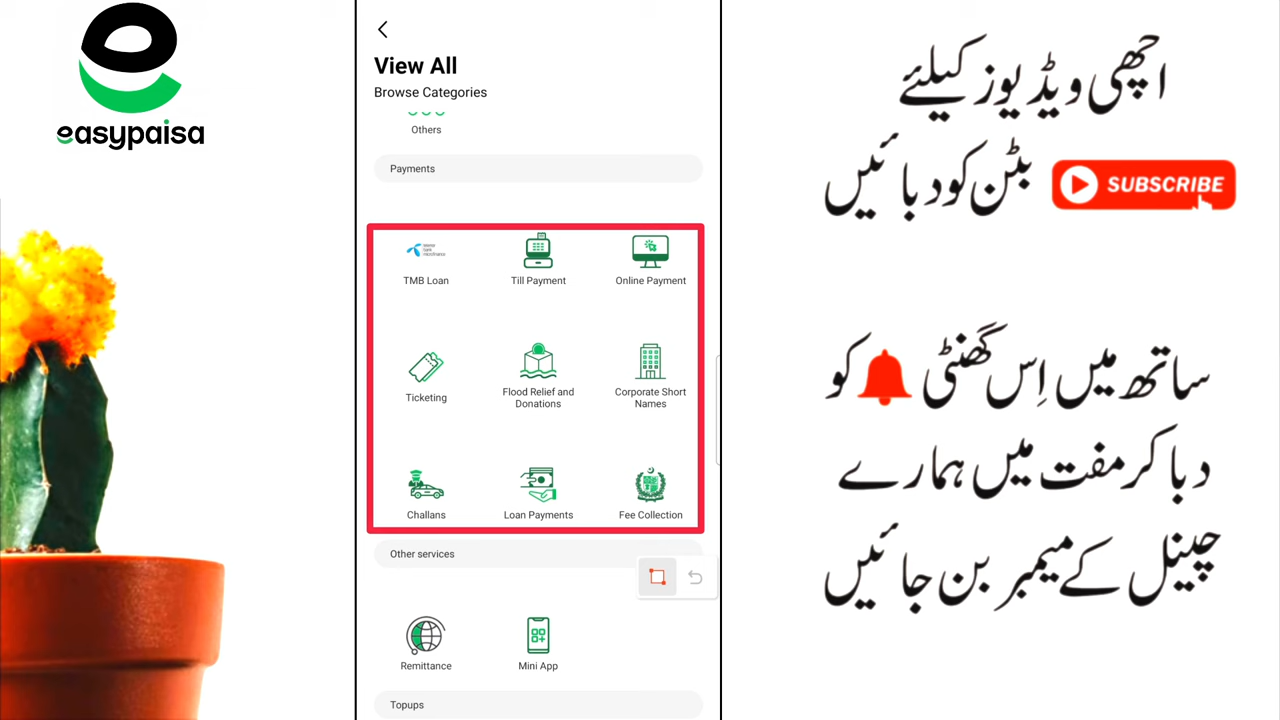 easypaisa
View All
Browse Categories
Others
Payments
TMB Loan
Till Payment
Online Payment
Ticketing
Flood Relief and
Donations
Corporate Short
Names
Challans
Loan Payments
Fee Collection
Other services
Remittance
Mini App
Topups
اچھی ویڈیوز کیلئے
SUBSCRIBE بٹن کو دبائیں
ساتھ میں اِس گھنٹی کو
دبا کر مفت میں ہمارے
چینل کے میمبر بن جائیں